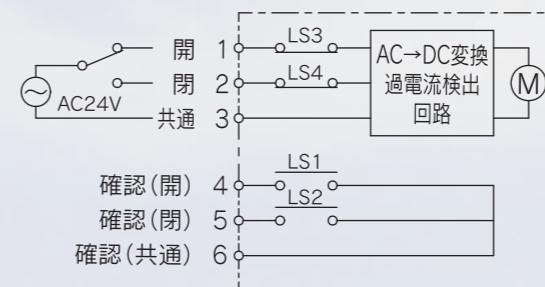 開 1 LS3 AC→DC変換
閉 2 LS4 過電流検出
AC24V M
共通 3 回路
LS1
確認(開) 4
LS2
確認(閉) 5
確認(共通) 6